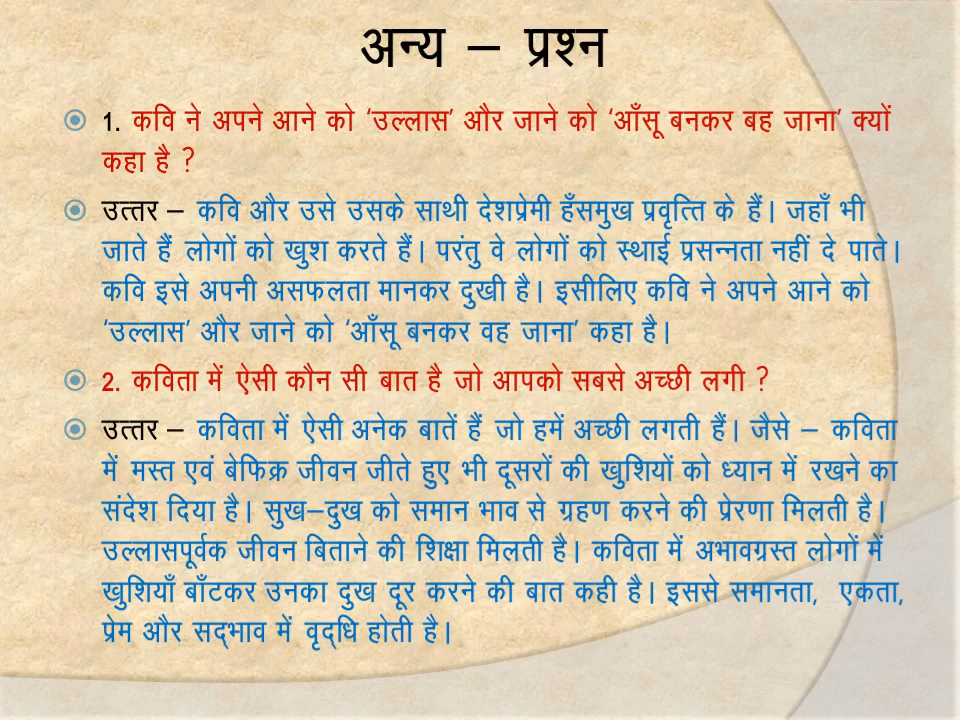 अन्य – प्रश्न
1. कवि ने अपने आने को 'उल्लास' और जाने को 'आँसू बनकर बह जाना' क्यों
कहा है ?
उत्तर – कवि और उसे उसके साथी देशप्रेमी हँसमुख प्रवृत्ति के हैं। जहाँ भी
जाते हैं लोगों को खुश करते हैं। परंतु वे लोगों को स्थाई प्रसन्नता नहीं दे पाते।
कवि इसे अपनी असफलता मानकर दुखी है। इसीलिए कवि ने अपने आने को
'उल्लास' और जाने को 'आँसू बनकर वह जाना' कहा है।
2. कविता में ऐसी कौन सी बात है जो आपको सबसे अच्छी लगी ?
उत्तर – कविता में ऐसी अनेक बातें हैं जो हमें अच्छी लगती हैं। जैसे – कविता
में मस्त एवं बेफिक्र जीवन जीते हुए भी दूसरों की खुशियों को ध्यान में रखने का
संदेश दिया है। सुख–दुख को समान भाव से ग्रहण करने की प्रेरणा मिलती है।
उल्लासपूर्वक जीवन बिताने की शिक्षा मिलती है। कविता में अभावग्रस्त लोगों में
खुशियाँ बाँटकर उनका दुख दूर करने की बात कही है। इससे समानता, एकता,
प्रेम और सद्‌भाव में वृद्‌धि होती है।